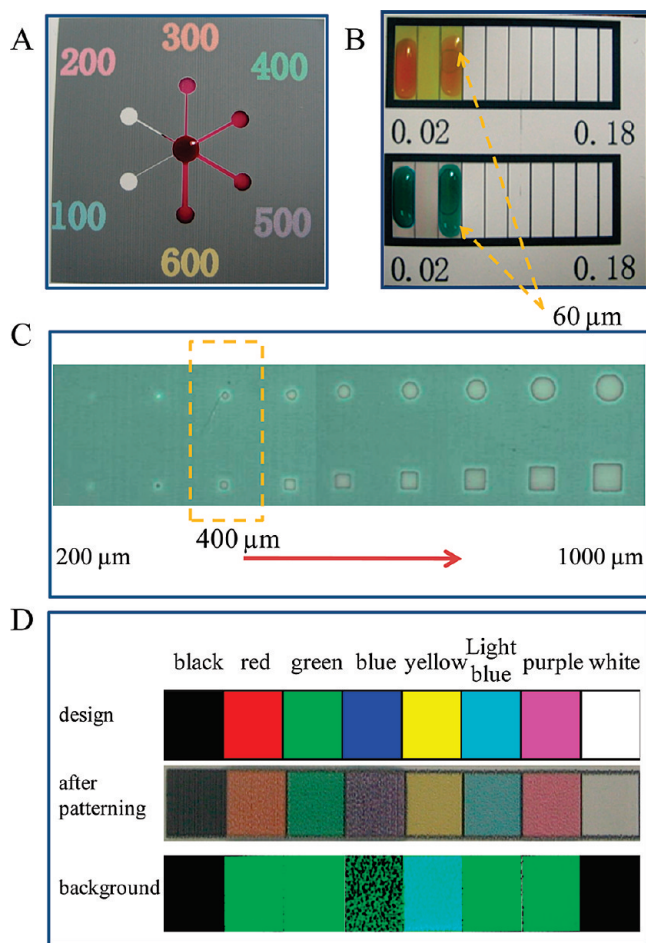 A
300
200
400
100
500
600
B
0.02
0.18
0.02
0.18
60 μm
C
400 μm
200 μm
1000 μm
D
black red green blue yellow Light blue purple white
design
after patterning
background